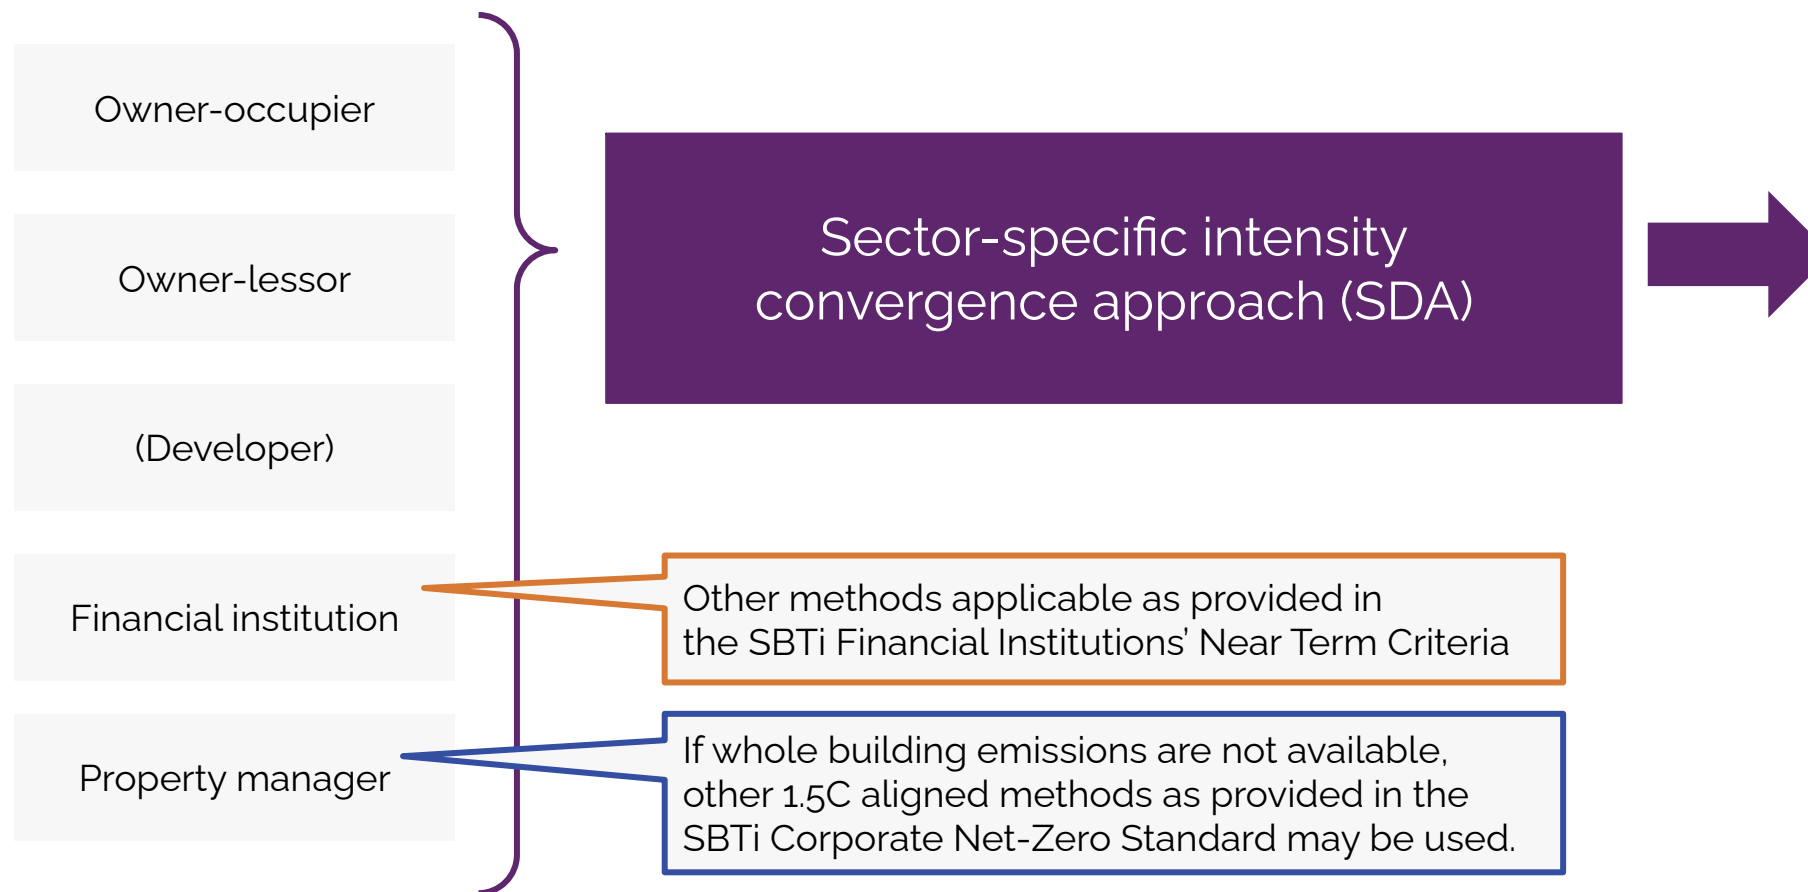 Owner-occupier
Owner-lessor
(Developer)
Financial institution
Property manager
Sector-specific intensity
convergence approach (SDA)
Other methods applicable as provided in
the SBTi Financial Institutions’ Near Term Criteria
If whole building emissions are not available,
other 1.5C aligned methods as provided in the
SBTi Corporate Net-Zero Standard may be used.